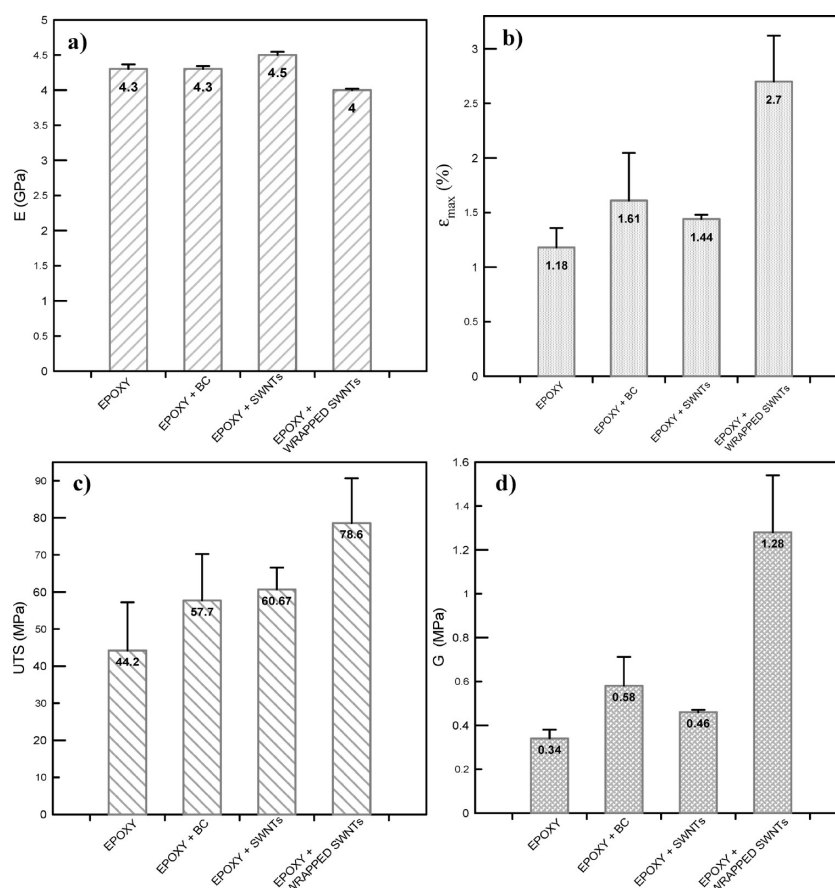 a)
E (GPa)
5
4.5
4
3.5
3
2.5
2
1.5
1
0.5
0
4.3
4.3
4.5
4
EPOXY
EPOXY + BC
EPOXY + SWNTs
EPOXY +
WRAPPED SWNTs
b)
εmax (%)
3
2.5
2
1.5
1
0.5
0
1.18
1.61
1.44
2.7
EPOXY
EPOXY + BC
EPOXY + SWNTs
EPOXY +
WRAPPED SWNTs
c)
UTS (MPa)
90
80
70
60
50
40
30
20
10
0
44.2
57.7
60.67
78.6
EPOXY
EPOXY + BC
EPOXY + SWNTs
EPOXY +
WRAPPED SWNTs
d)
G (MPa)
1.6
1.4
1.2
1
0.8
0.6
0.4
0.2
0
0.34
0.58
0.46
1.28
EPOXY
EPOXY + BC
EPOXY + SWNTs
EPOXY +
WRAPPED SWNTs